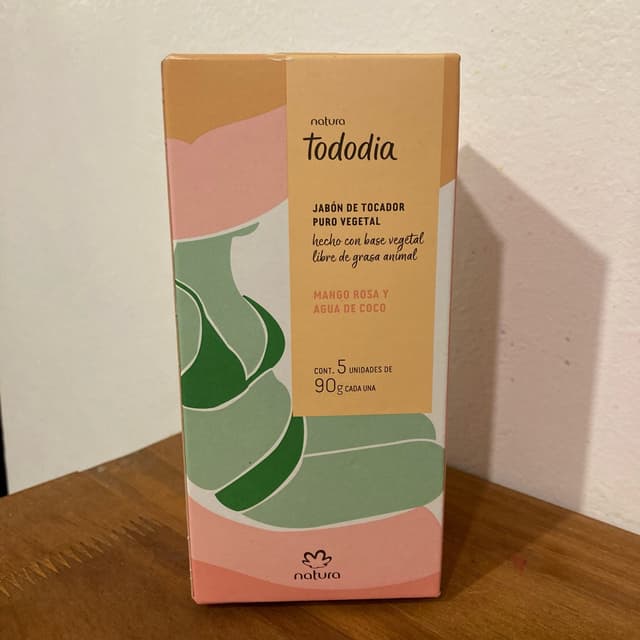 natura
Tododia
JABÓN DE TOCADOR
PURO VEGETAL
hecho con base vegetal
libre de grasa animal
MANGO ROSA Y
AGUA DE COCO
CONT. 5 UNIDADES DE
90g CADA UNA
natura